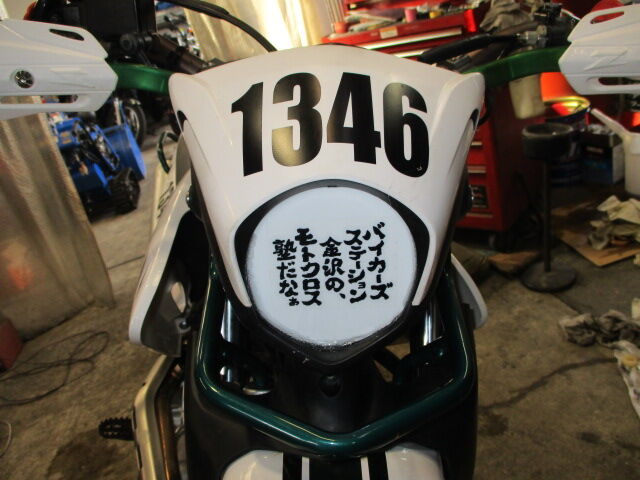 1346
バイカーズ
ステーション
金沢の、
モトクロス
塾だなぁ